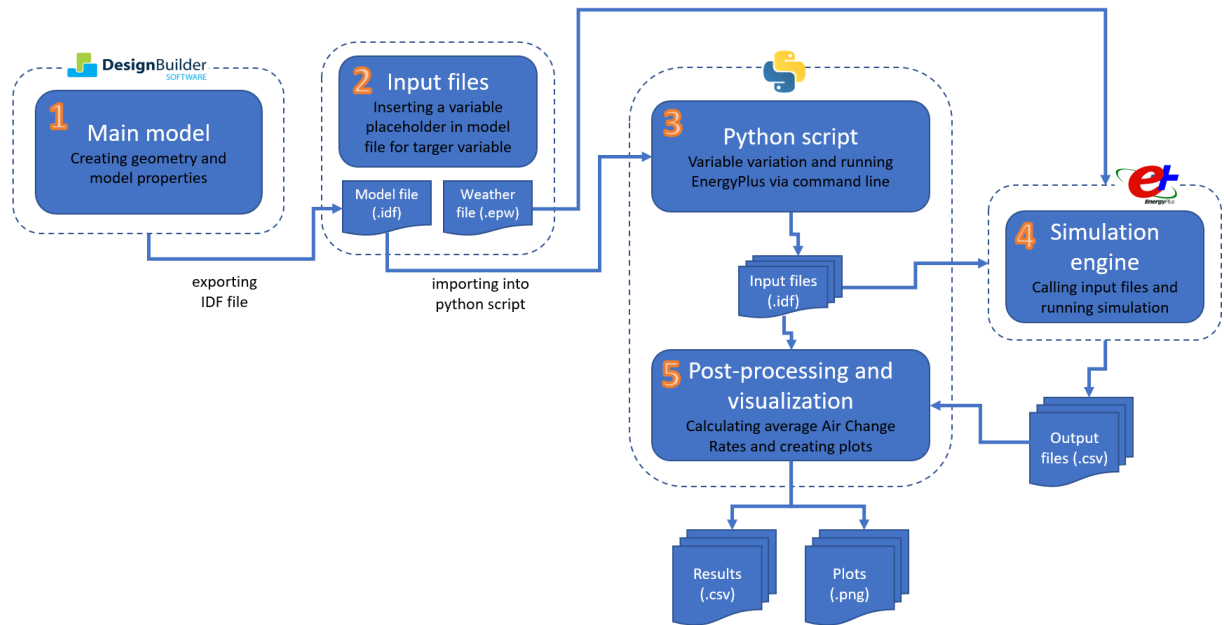 DesignBuilder
SOFTWARE
1
Main model
Creating geometry and
model properties
exporting
IDF file
2
Input files
Inserting a variable
placeholder in model
file for targer variable
Model file
(.idf)
Weather
file (.epw)
importing into
python script
3
Python script
Variable variation and running
EnergyPlus via command line
Input files
(.idf)
e+
EnergyPlus
4
Simulation
engine
Calling input files and
running simulation
Output
files (.csv)
5
Post-processing and
visualization
Calculating average Air Change
Rates and creating plots
Results
(.csv)
Plots
(.png)